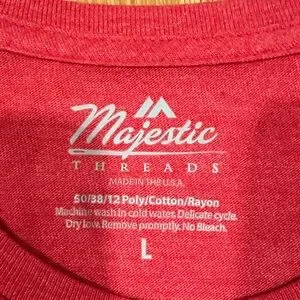 Majestic
THREADS
MADE IN THE U.S.A.
50/38/12 Poly/Cotton/Rayon
Machine wash in cold water. Delicate cycle.
Dry low. Remove promptly. No Bleach.
L